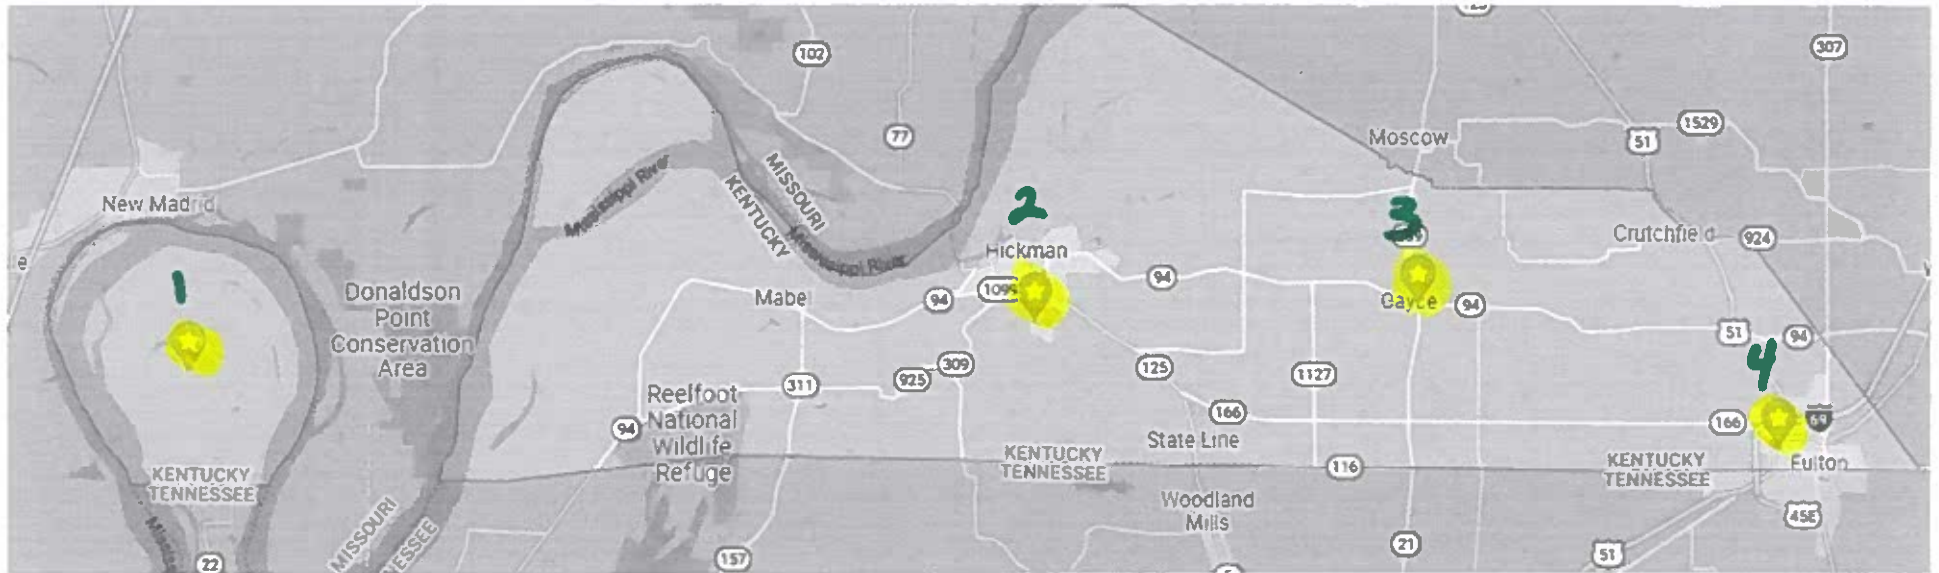 102
307
77
Moscow
51
1529
New Madrid
MISSOURI
KENTUCKY
Mississippi River
Mississippi River
2
Hickman
3
Crutchfield
924
1
Donaldson
Point
Conservation
Area
Mabel
94
1099
94
Cayce
94
51
94
4
311
925
309
125
1127
Reelfoot
National
Wildlife
Refuge
94
166
State Line
166
69
Fulton
KENTUCKY
TENNESSEE
KENTUCKY
TENNESSEE
116
KENTUCKY
TENNESSEE
Woodland
Mills
MISSOURI
NESSEE
22
157
21
51
45E